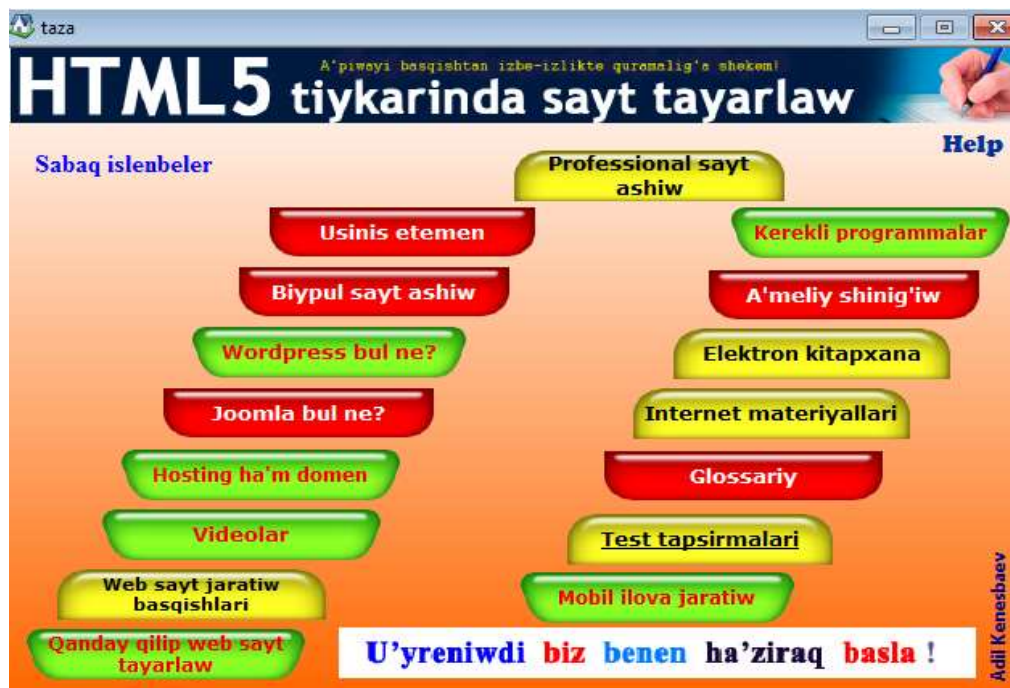 taza
A'piwayi basqishtan izbe-izlikte quramalig'a shekem!
HTML5 tiykarinda sayt tayarlaw
Help
Sabaq islenbeler
Professional sayt
ashiw
Usinis etemen
Kerekli programmalar
Biypul sayt ashiw
A'meliy shinig'iw
Wordpress bul ne?
Elektron kitapxana
Joomla bul ne?
Internet materiyallari
Hosting ha'm domen
Glossariy
Videolar
Test tapsirmalari
Web sayt jaratiw
basqishlari
Mobil ilova jaratiw
Qanday qilip web sayt
tayarlaw
U'yreniwdi biz benen ha'ziraq basla !
Adil Kenesbaev